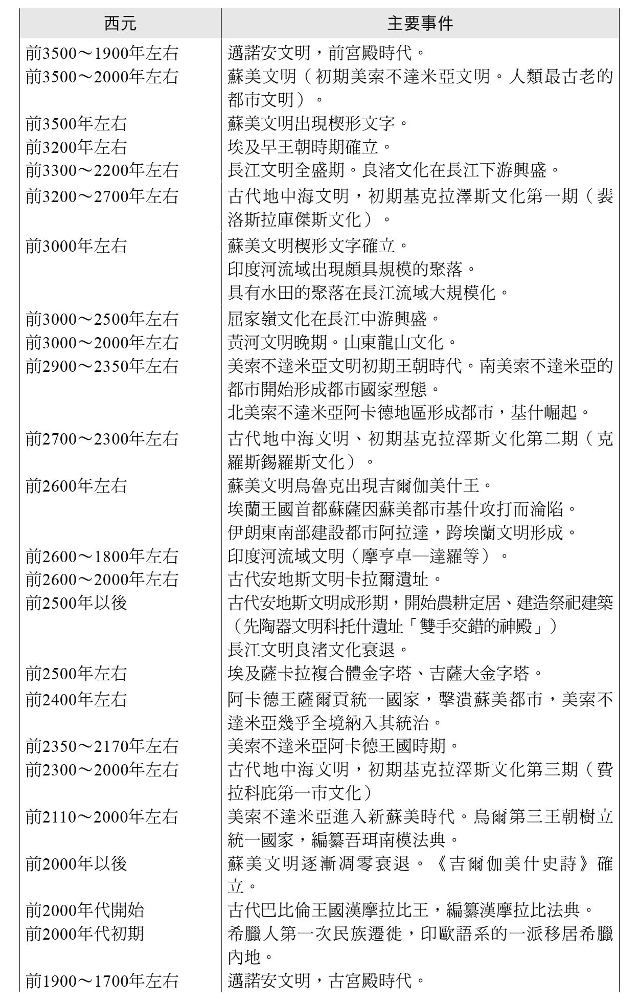 西元 主要事件
前3500～1900年左右 邁諾安文明，前宮殿時代。
前3500～2000年左右 蘇美文明（初期美索不達米亞文明。人類最古老的
都市文明）。
前3500年左右 蘇美文明出現楔形文字。
前3200年左右 埃及早王朝時期確立。
前3300～2200年左右 長江文明全盛期。良渚文化在長江下游興盛。
前3200～2700年左右 古代地中海文明，初期基克拉澤斯文化第一期（裴
洛斯拉庫傑斯文化）。
前3000年左右 蘇美文明楔形文字確立。
印度河流域出現頗具規模的聚落。
具有水田的聚落在長江流域大規模化。
前3000～2500年左右 屈家嶺文化在長江中游興盛。
前3000～2000年左右 黃河文明晚期。山東龍山文化。
前2900～2350年左右 美索不達米亞文明初期王朝時代。南美索不達米亞的
都市開始形成都市國家型態。
北美索不達米亞阿卡德地區形成都市，基什崛起。
前2700～2300年左右 古代地中海文明、初期基克拉澤斯文化第二期（克
羅斯錫羅斯文化）。
前2600年左右 蘇美文明烏魯克出現吉爾伽美什王。
埃蘭王國首都蘇薩因蘇美都市基什攻打而淪陷。
伊朗東南部建設都市阿拉達，跨埃蘭文明形成。
前2600～1800年左右 印度河流域文明（摩亨卓─達羅等）。
前2600～2000年左右 古代安地斯文明卡拉爾遺址。
前2500年以後 古代安地斯文明成形期，開始農耕定居、建造祭祀建築
（先陶器文明科托什遺址「雙手交錯的神殿」）
長江文明良渚文化衰退。
前2500年左右 埃及薩卡拉複合體金字塔、吉薩大金字塔。
前2400年左右 阿卡德王薩爾貢統一國家，擊潰蘇美都市，美索不
達米亞幾乎全境納入其統治。
前2350～2170年左右 美索不達米亞阿卡德王國時期。
前2300～2000年左右 古代地中海文明，初期基克拉澤斯文化第三期（費
拉科庇第一市文化）
前2110～2000年左右 美索不達米亞進入新蘇美時代。烏爾第三王朝樹立
統一國家，編纂吾珥南模法典。
前2000年以後 蘇美文明逐漸凋零衰退。《吉爾伽美什史詩》確
立。
前2000年代開始 古代巴比倫王國漢摩拉比王，編纂漢摩拉比法典。
前2000年代初期 希臘人第一次民族遷徙，印歐語系的一派移居希臘
內地。
前1900～1700年左右 邁諾安文明，古宮殿時代。